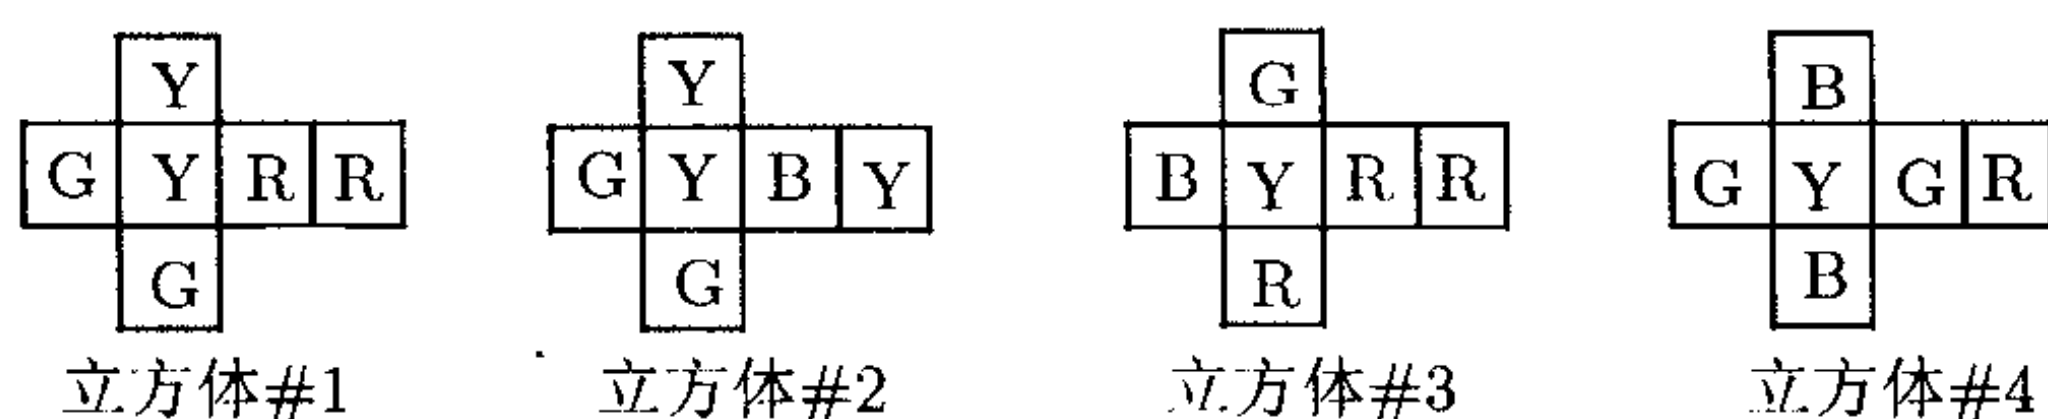 Y Y G B
G Y R R G Y B Y B Y R R G Y G R
G G R B
立方体#1 立方体#2 立方体#3 立方体#4